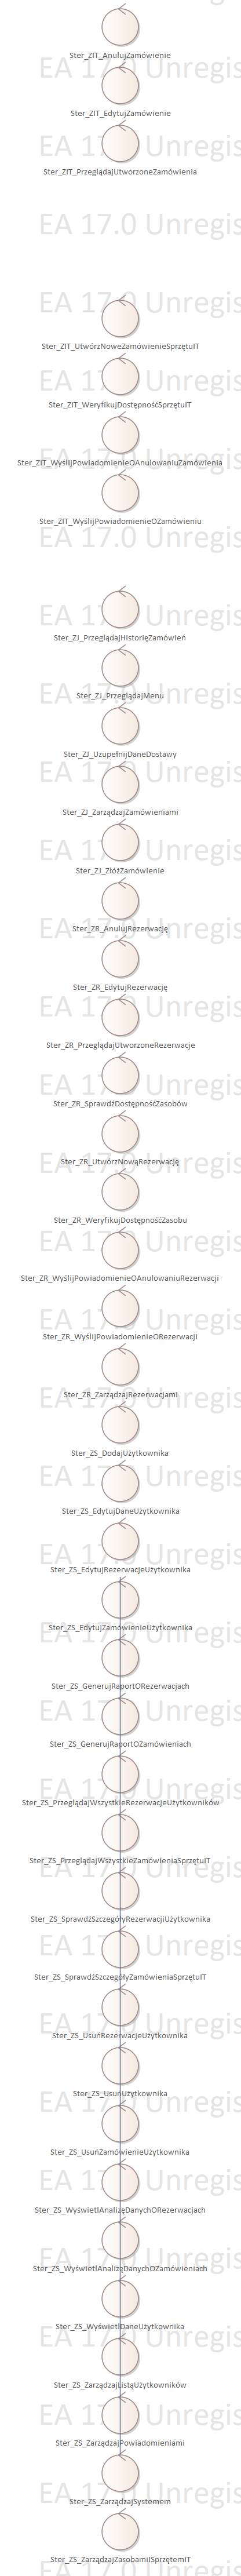 Ster_ZIT_AnulujZamówienie
EA 17.0 Unregis
Ster_ZIT_EdytujZamówienie
EA 17.0 Unregis
Ster_ZIT_PrzeglądajUtworzoneZamówienia
EA 17.0 Unregis
EA 17.0 Unregis
Ster_ZIT_UtwórzNoweZamówienieSprzętuIT
EA 17.0 Unregis
Ster_ZIT_WeryfikujDostępnośćSprzętuIT
EA 17.0 Unregis
Ster_ZIT_WyślijPowiadomienieOAnulowaniuZamówienia
Ster_ZIT_WyślijPowiadomienieOZamówieniu
EA 17.0 Unregis
EA 17.0 Unregis
Ster_ZJ_PrzeglądajHistorięZamówień
EA 17.0 Unregis
Ster_ZJ_PrzeglądajMenu
Ster_ZJ_UzupełnijDaneDostawy
EA 17.0 Unregis
Ster_ZJ_ZarządzajZamówieniami
EA 17.0 Unregis
Ster_ZJ_ZłóżZamówienie
EA 17.0 Unregis
Ster_ZR_AnulujRezerwację
Ster_ZR_EdytujRezerwację
EA 17.0 Unregis
Ster_ZR_PrzeglądajUtworzoneRezerwacje
EA 17.0 Unregis
Ster_ZR_SprawdźDostępnośćZasobów
EA 17.0 Unregis
Ster_ZR_UtwórzNowąRezerwację
Ster_ZR_WeryfikujDostępnośćZasobu
EA 17.0 Unregis
Ster_ZR_WyślijPowiadomienieOAnulowaniuRezerwacji
EA 17.0 Unregis
Ster_ZR_WyślijPowiadomienieORezerwacji
Ster_ZR_ZarządzajRezerwacjami
EA 17.0 Unregis
Ster_ZS_DodajUżytkownika
EA 17.0 Unregis
Ster_ZS_EdytujDaneUżytkownika
EA 17.0 Unregis
Ster_ZS_EdytujRezerwacjeUżytkownika
Ster_ZS_EdytujZamówienieUżytkownika
EA 17.0 Unregis
Ster_ZS_GenerujRaportORezerwacjach
EA 17.0 Unregis
Ster_ZS_GenerujRaportOZamówieniach
EA 17.0 Unregis
Ster_ZS_PrzeglądajWszystkieRezerwacjeUżytkowników
Ster_ZS_PrzeglądajWszystkieZamówieniaSprzętuIT
EA 17.0 Unregis
Ster_ZS_SprawdźSzczegółyRezerwacjiUżytkownika
EA 17.0 Unregis
Ster_ZS_SprawdźSzczegółyZamówieniaSprzętuIT
EA 17.0 Unregis
Ster_ZS_UsuńRezerwacjeUżytkownika
Ster_ZS_UsuńUżytkownika
EA 17.0 Unregis
Ster_ZS_UsuńZamówienieUżytkownika
EA 17.0 Unregis
Ster_ZS_WyświetlAnalizęDanychORezerwacjach
EA 17.0 Unregis
Ster_ZS_WyświetlAnalizęDanychOZamówieniach
Ster_ZS_WyświetlDaneUżytkownika
EA 17.0 Unregis
Ster_ZS_ZarządzajListąUżytkowników
EA 17.0 Unregis
Ster_ZS_ZarządzajPowiadomieniami
EA 17.0 Unregis
Ster_ZS_ZarządzajSystemem
Ster_ZS_ZarządzajZasobamiISprzętemIT
EA 17.0 Unregis